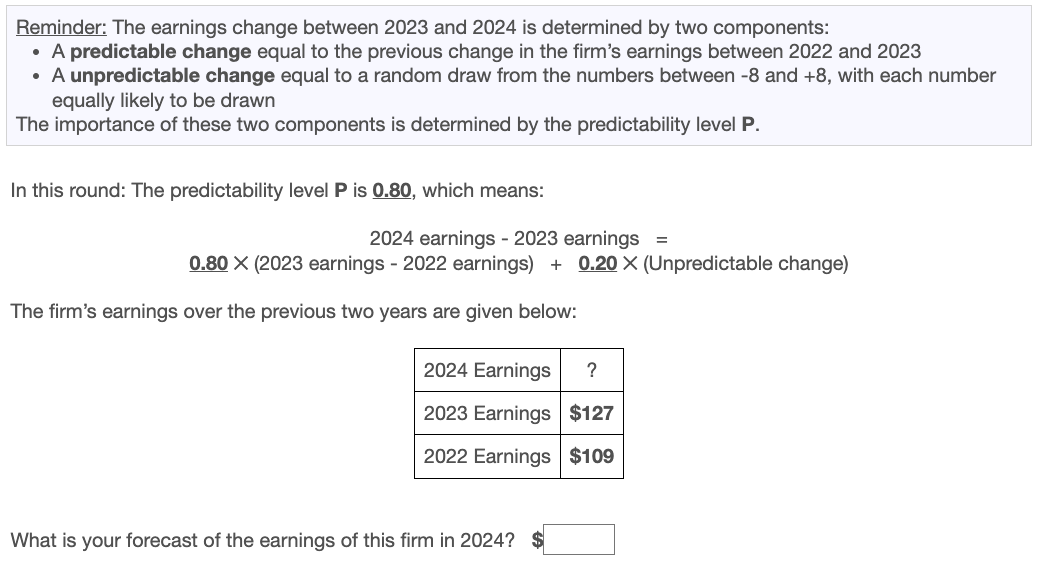 Reminder: The earnings change between 2023 and 2024 is determined by two components:
• A predictable change equal to the previous change in the firm's earnings between 2022 and 2023
• A unpredictable change equal to a random draw from the numbers between -8 and +8, with each number
equally likely to be drawn
The importance of these two components is determined by the predictability level P.
In this round: The predictability level P is 0.80, which means:
2024 earnings - 2023 earnings =
0.80 × (2023 earnings - 2022 earnings) + 0.20 × (Unpredictable change)
The firm's earnings over the previous two years are given below:
2024 Earnings ?
2023 Earnings $127
2022 Earnings $109
What is your forecast of the earnings of this firm in 2024? $